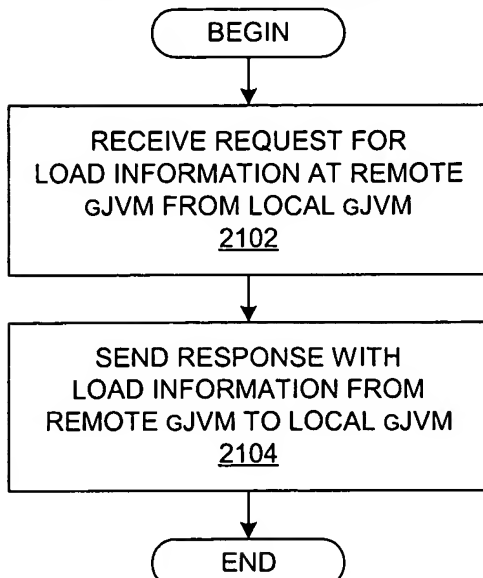 BEGIN
RECEIVE REQUEST FOR
LOAD INFORMATION AT REMOTE
GJVM FROM LOCAL GJVM
2102
SEND RESPONSE WITH
LOAD INFORMATION FROM
REMOTE GJVM TO LOCAL GJVM
2104
END